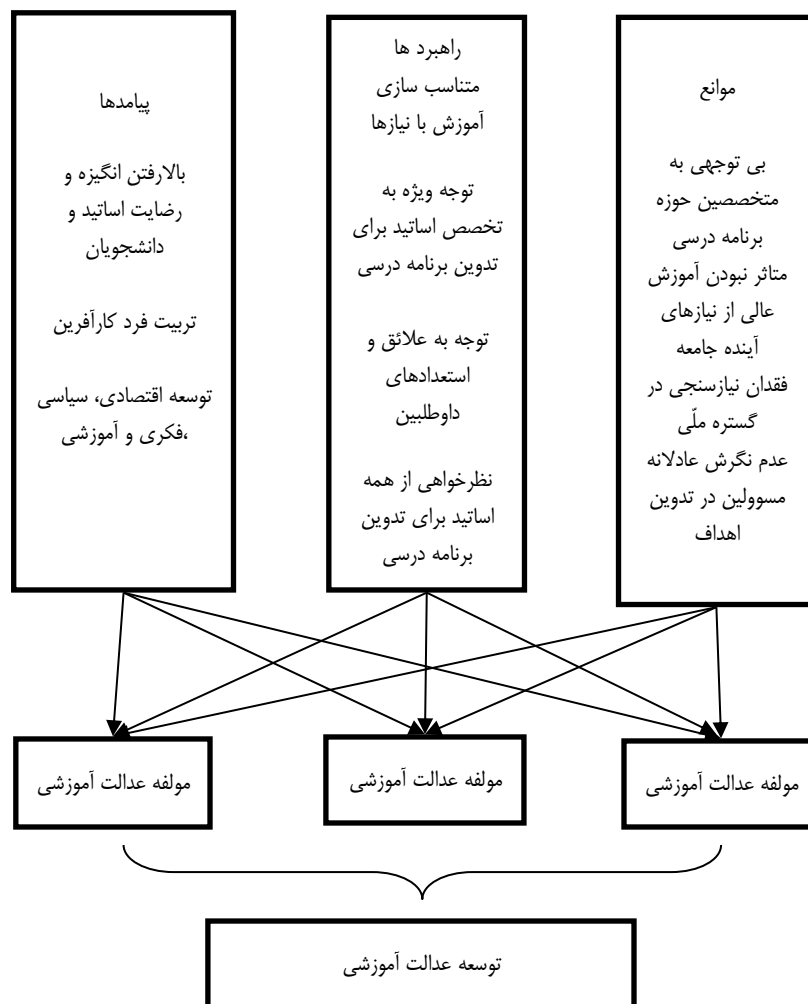 موانع
بی توجهی به
متخصصین حوزه
برنامه درسی
متاثر نبودن آموزش
عالی از نیازهای
آینده جامعه
فقدان نیازسنجی در
گستره ملّی
عدم نگرش عادلانه
مسوولین در تدوین
اهداف
راهبرد ها
متناسب سازی
آموزش با نیازها
توجه ویژه به
تخصص اساتید برای
تدوین برنامه درسی
توجه به علائق و
استعدادهای
داوطلبین
نظرخواهی از همه
اساتید برای تدوین
برنامه درسی
پیامدها
بالارفتن انگیزه و
رضایت اساتید و
دانشجویان
تربیت فرد کارآفرین
توسعه اقتصادی، سیاسی
،فکری و آموزشی
مولفه عدالت آموزشی
مولفه عدالت آموزشی
مولفه عدالت آموزشی
توسعه عدالت آموزشی